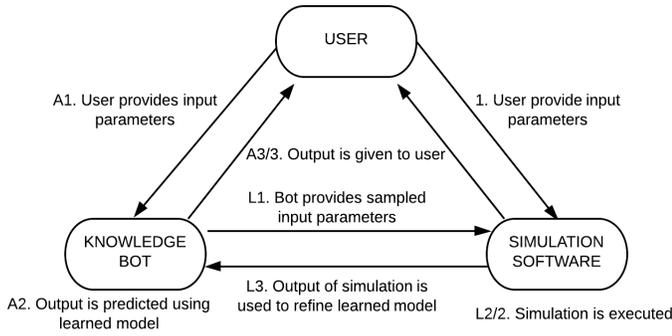 USER
A1. User provides input
parameters
1. User provide input
parameters
A3/3. Output is given to user
L1. Bot provides sampled
input parameters
KNOWLEDGE
BOT
SIMULATION
SOFTWARE
L3. Output of simulation is
used to refine learned model
A2. Output is predicted using
learned model
L2/2. Simulation is executed